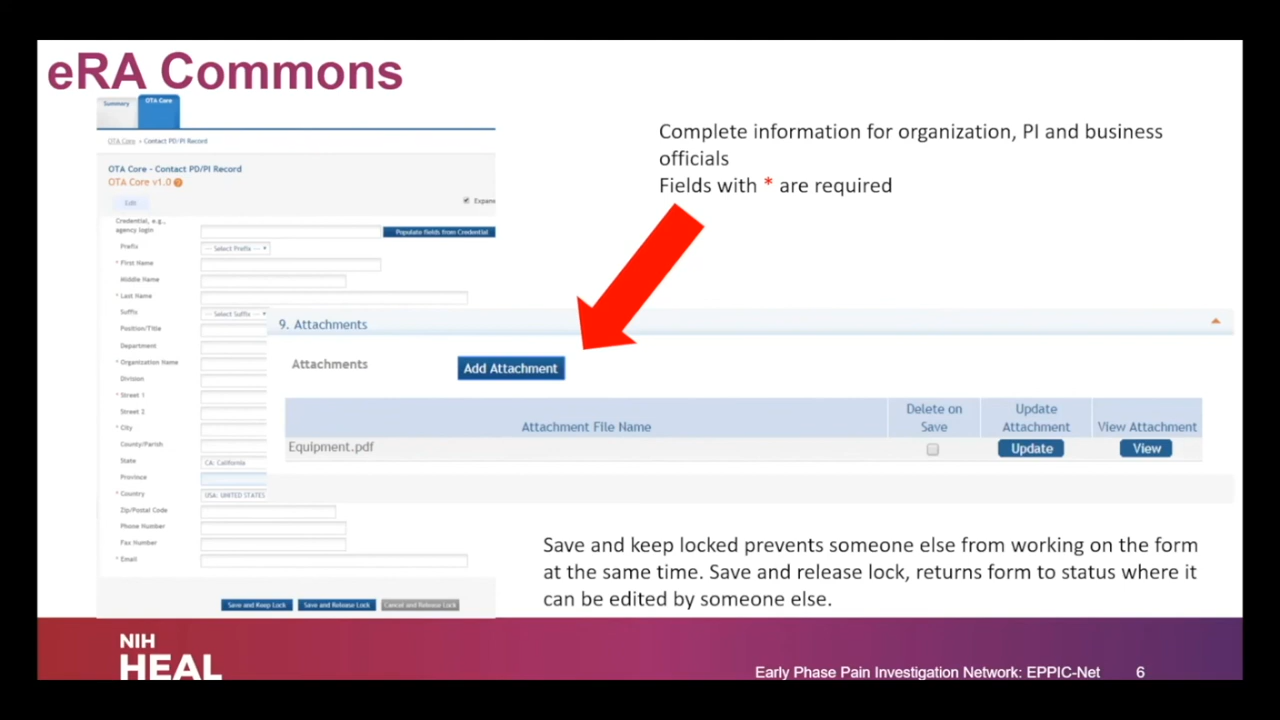 eRA Commons
Summary
OTA Core
OTA Core › Contact PD/PI Record
OTA Core - Contact PD/PI Record
OTA Core v1.0
Edit
Expand
Credential, e.g.,
agency login
Populate fields from Credential
Prefix
--- Select Prefix ---
* First Name
Middle Name
* Last Name
Suffix
--- Select Suffix ---
Position/Title
Department
* Organization Name
Division
* Street 1
Street 2
* City
County/Parish
State
CA: California
Province
* Country
USA: UNITED STATES
Zip/Postal Code
Phone Number
Fax Number
* Email
Save and Keep Lock
Save and Release Lock
Cancel and Release Lock
Complete information for organization, PI and business
officials
Fields with * are required
9. Attachments
Attachments
Add Attachment
Attachment File Name
Delete on
Save
Update
Attachment
View Attachment
Equipment.pdf
Update
View
Save and keep locked prevents someone else from working on the form
at the same time. Save and release lock, returns form to status where it
can be edited by someone else.
NIH
HEAL
Early Phase Pain Investigation Network: EPPIC-Net
6